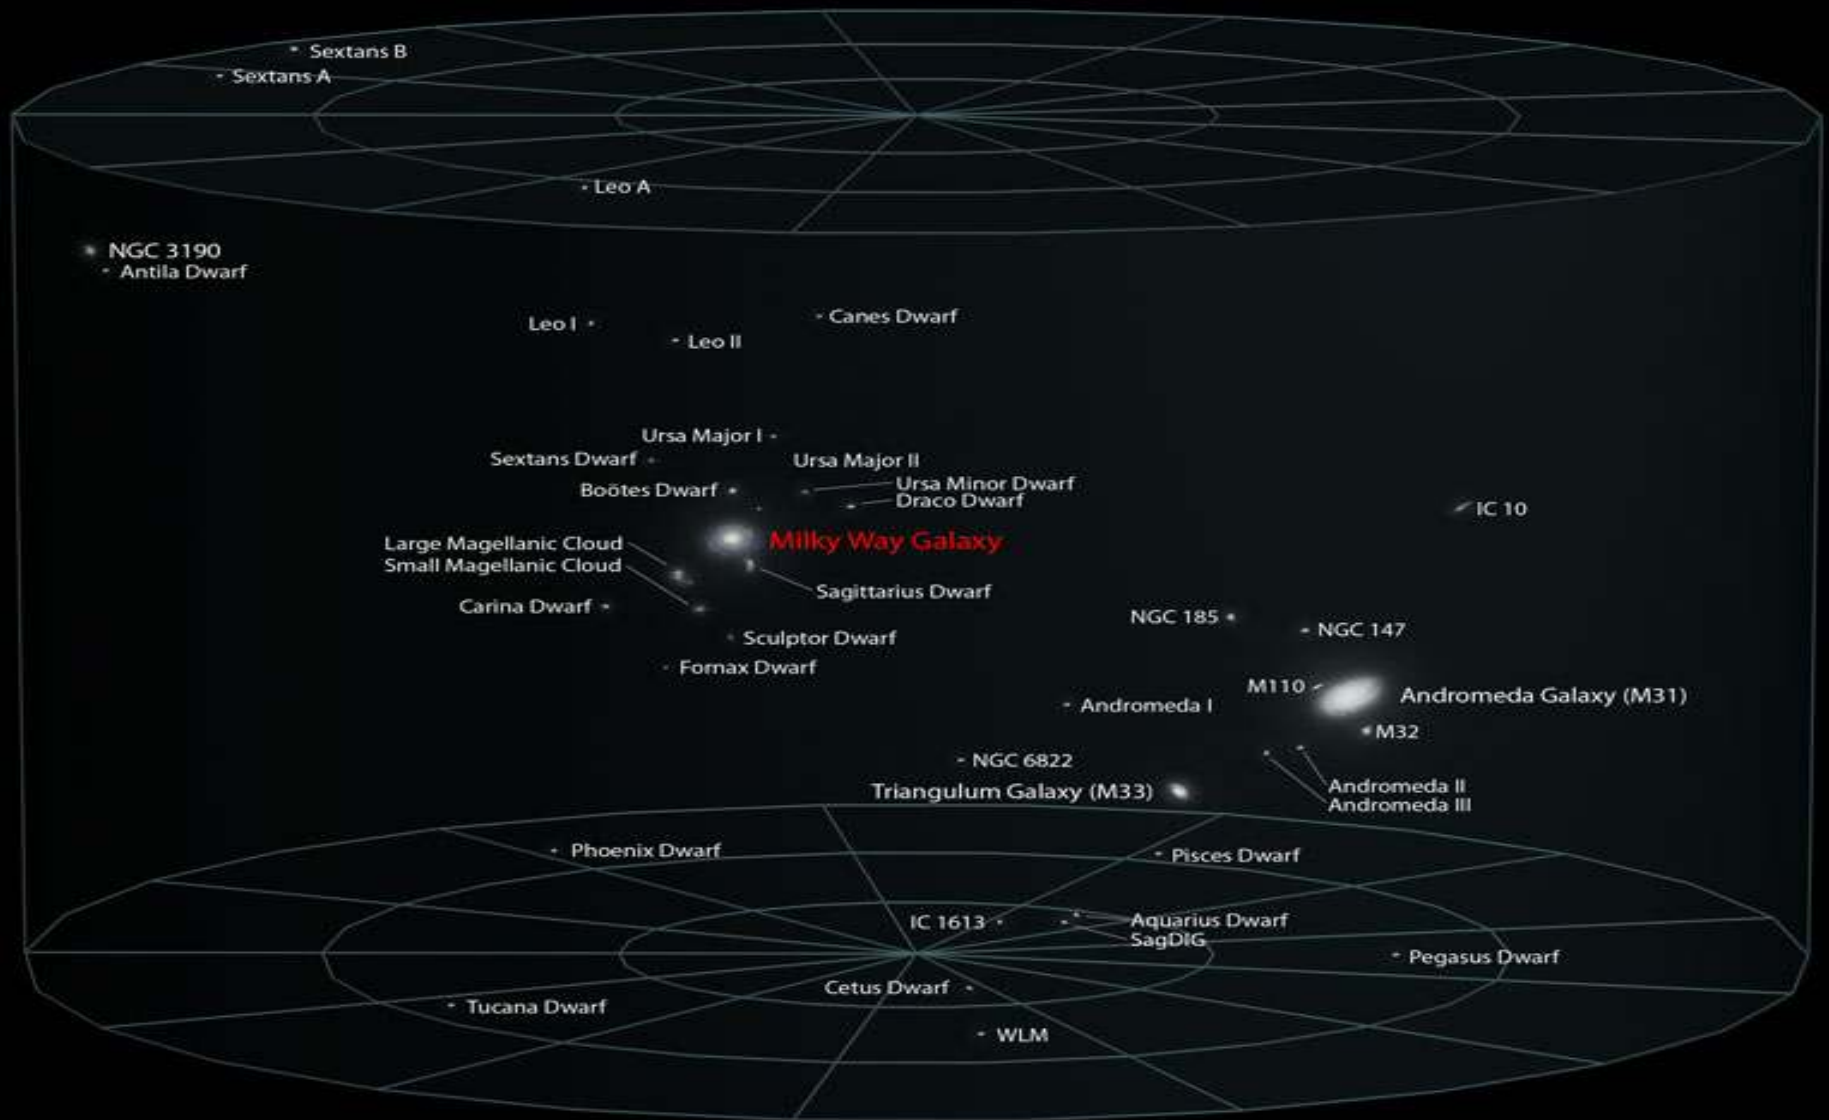 Sextans B
Sextans A
Leo A
NGC 3190
Antila Dwarf
Leo I
Canes Dwarf
Leo II
Ursa Major I
Sextans Dwarf
Ursa Major II
Boötes Dwarf
Ursa Minor Dwarf
Draco Dwarf
IC 10
Milky Way Galaxy
Large Magellanic Cloud
Small Magellanic Cloud
Sagittarius Dwarf
Carina Dwarf
NGC 185
NGC 147
Sculptor Dwarf
Fornax Dwarf
M110
Andromeda Galaxy (M31)
Andromeda I
M32
NGC 6822
Andromeda II
Triangulum Galaxy (M33)
Andromeda III
Phoenix Dwarf
Pisces Dwarf
IC 1613
Aquarius Dwarf
SagDIG
Pegasus Dwarf
Cetus Dwarf
Tucana Dwarf
WLM